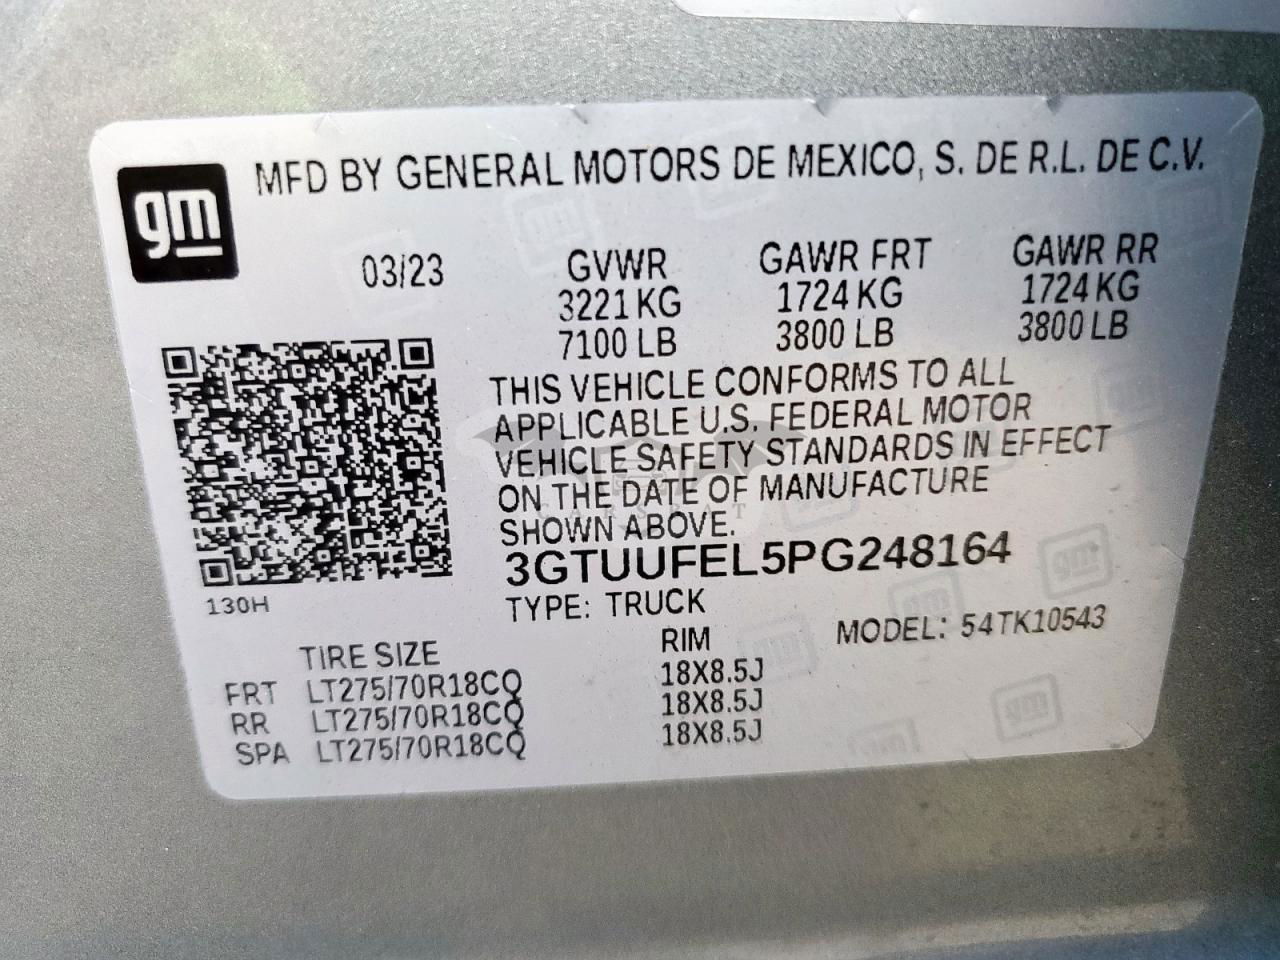 gm
MFD BY GENERAL MOTORS DE MEXICO, S. DE R.L. DE C.V.
03/23 GVWR GAWR FRT GAWR RR
3221 KG 1724 KG 1724 KG
7100 LB 3800 LB 3800 LB
THIS VEHICLE CONFORMS TO ALL
APPLICABLE U.S. FEDERAL MOTOR
VEHICLE SAFETY STANDARDS IN EFFECT
ON THE DATE OF MANUFACTURE
SHOWN ABOVE.
3GTUUFEL5PG248164
130H
TYPE: TRUCK
MODEL: 54TK10543
TIRE SIZE RIM
FRT LT275/70R18CQ 18X8.5J
RR LT275/70R18CQ 18X8.5J
SPA LT275/70R18CQ 18X8.5J